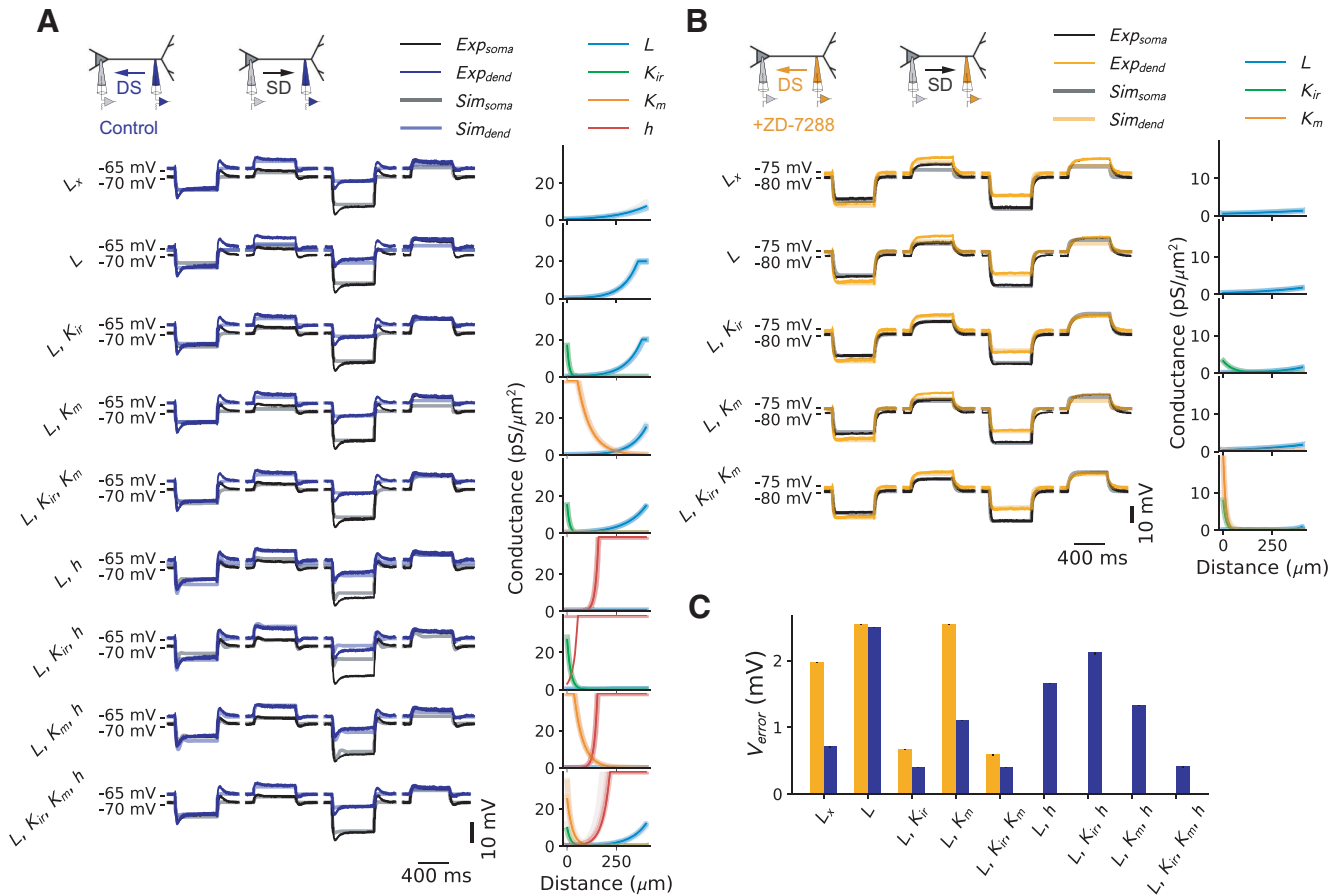 A
DS
SD
Control
Exp_soma
Exp_dend
Sim_soma
Sim_dend
L
K_ir
K_m
h
L_x
-65 mV
-70 mV
20
0
L
-65 mV
-70 mV
20
0
L, K_ir
-65 mV
-70 mV
20
0
L, K_m
-65 mV
-70 mV
20
0
L, K_ir, K_m
-65 mV
-70 mV
20
0
L, h
-65 mV
-70 mV
20
0
L, K_ir, h
-65 mV
-70 mV
20
0
L, K_m, h
-65 mV
-70 mV
20
0
L, K_ir, K_m, h
-65 mV
-70 mV
20
0
Conductance (pS/μm²)
10 mV
400 ms
0
250
Distance (μm)
B
DS
SD
+ZD-7288
Exp_soma
Exp_dend
Sim_soma
Sim_dend
L
K_ir
K_m
L_x
-75 mV
-80 mV
10
0
L
-75 mV
-80 mV
10
0
L, K_ir
-75 mV
-80 mV
10
0
L, K_m
-75 mV
-80 mV
10
0
L, K_ir, K_m
-75 mV
-80 mV
10
0
Conductance (pS/μm²)
10 mV
400 ms
0
250
Distance (μm)
C
V_error (mV)
2
1
0
L_x
L
L, K_ir
L, K_m
L, K_ir, K_m
L, h
L, K_ir, h
L, K_m, h
L, K_ir, K_m, h